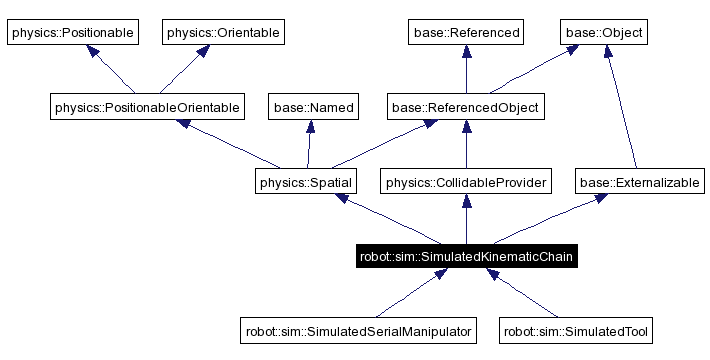 physics::Positionable
physics::Orientable
base::Referenced
base::Object
physics::PositionableOrientable
base::Named
base::ReferencedObject
physics::Spatial
physics::CollidableProvider
base::Externalizable
robot::sim::SimulatedKinematicChain
robot::sim::SimulatedSerialManipulator
robot::sim::SimulatedTool